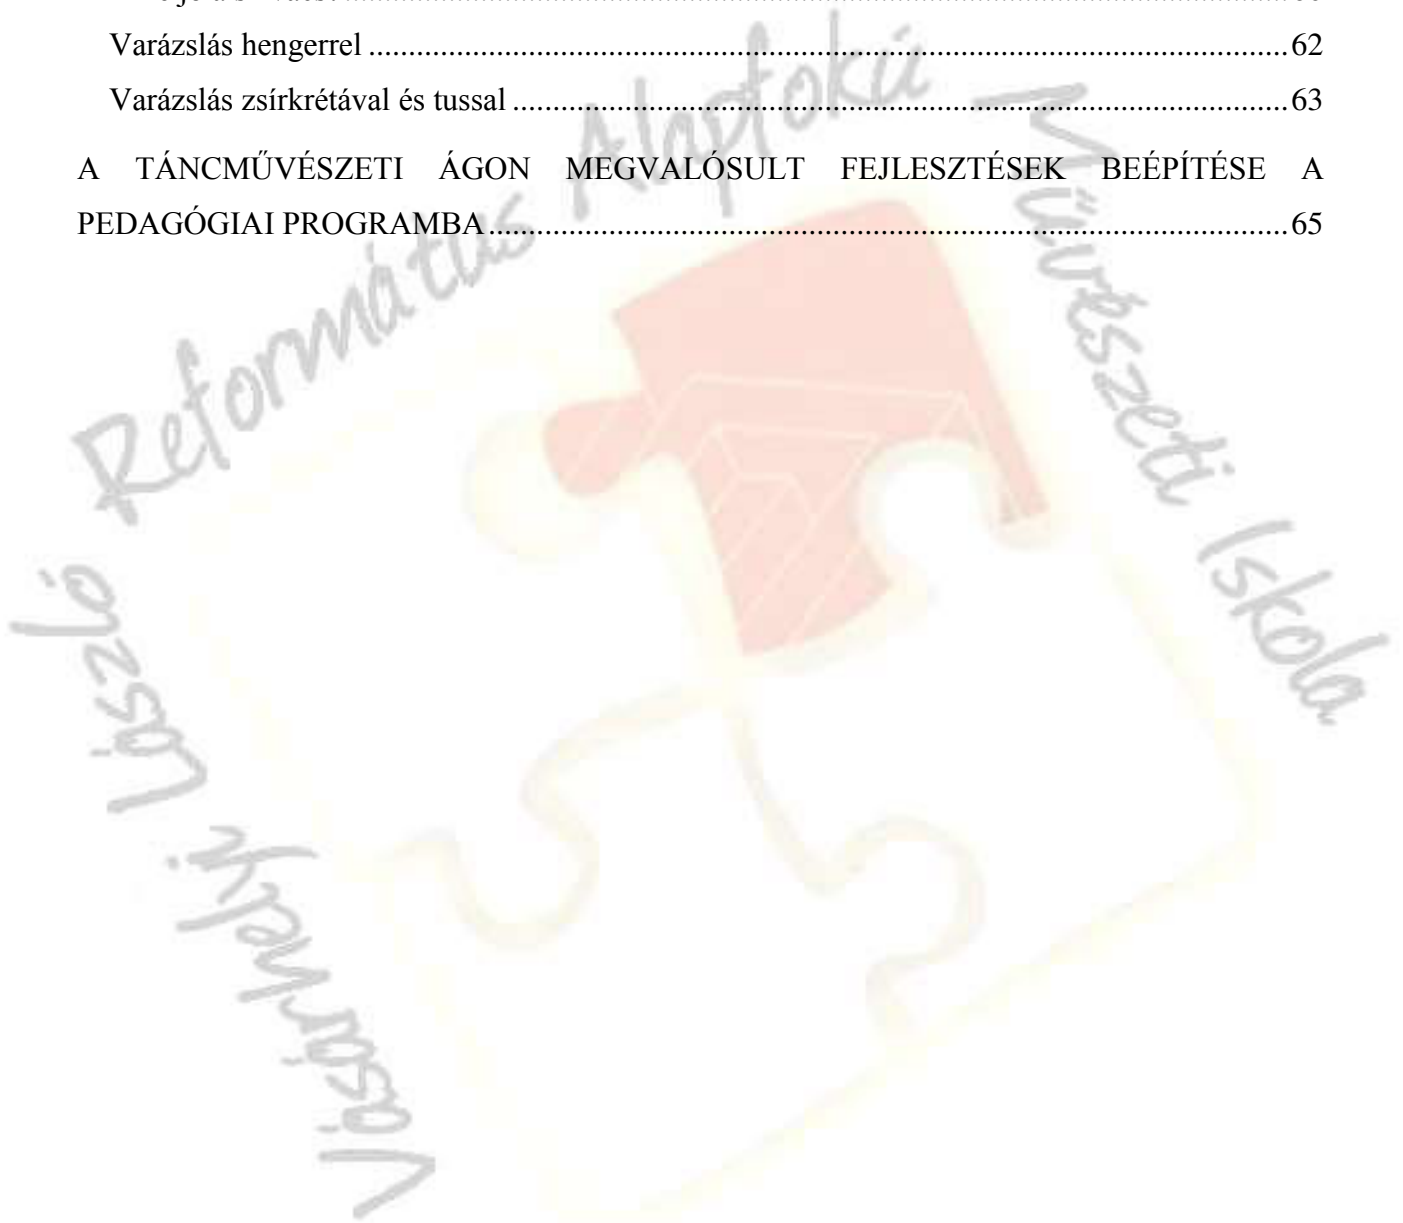 Varázslás hengerrel ........ 62
Varázslás zsírkrétával és tussal ........ 63
A TÁNCMŰVÉSZETI ÁGON MEGVALÓSULT FEJLESZTÉSEK BEÉPÍTÉSE A
PEDAGÓGIAI PROGRAMBA ........ 65
Vásárhelyi László Református Alapfokú Művészeti Iskola